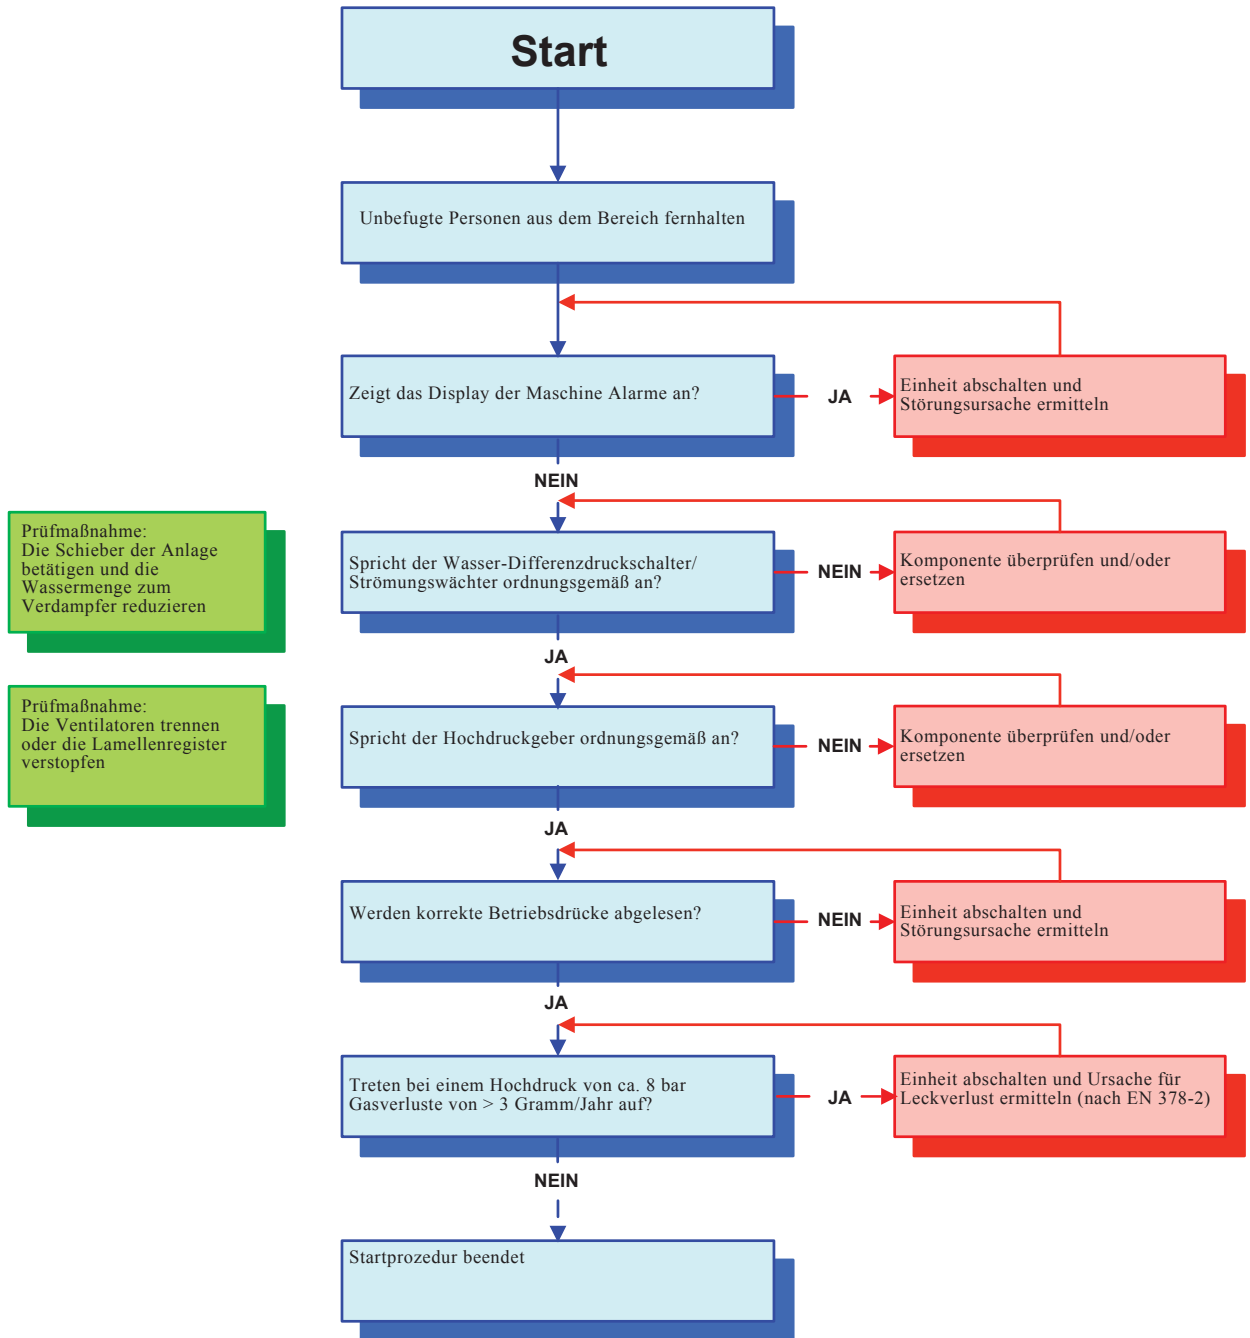 Start
Unbefugte Personen aus dem Bereich fernhalten
Zeigt das Display der Maschine Alarme an?
JA
Einheit abschalten und
Störungsursache ermitteln
NEIN
Prüfmaßnahme:
Die Schieber der Anlage
betätigen und die
Wassermenge zum
Verdampfer reduzieren
Spricht der Wasser-Differenzdruckschalter/
Strömungswächter ordnungsgemäß an?
NEIN
Komponente überprüfen und/oder
ersetzen
JA
Prüfmaßnahme:
Die Ventilatoren trennen
oder die Lamellenregister
verstopfen
Spricht der Hochdruckgeber ordnungsgemäß an?
NEIN
Komponente überprüfen und/oder
ersetzen
JA
Werden korrekte Betriebsdrücke abgelesen?
NEIN
Einheit abschalten und
Störungsursache ermitteln
JA
Treten bei einem Hochdruck von ca. 8 bar
Gasverluste von > 3 Gramm/Jahr auf?
JA
Einheit abschalten und Ursache für
Leckverlust ermitteln (nach EN 378-2)
NEIN
Startprozedur beendet